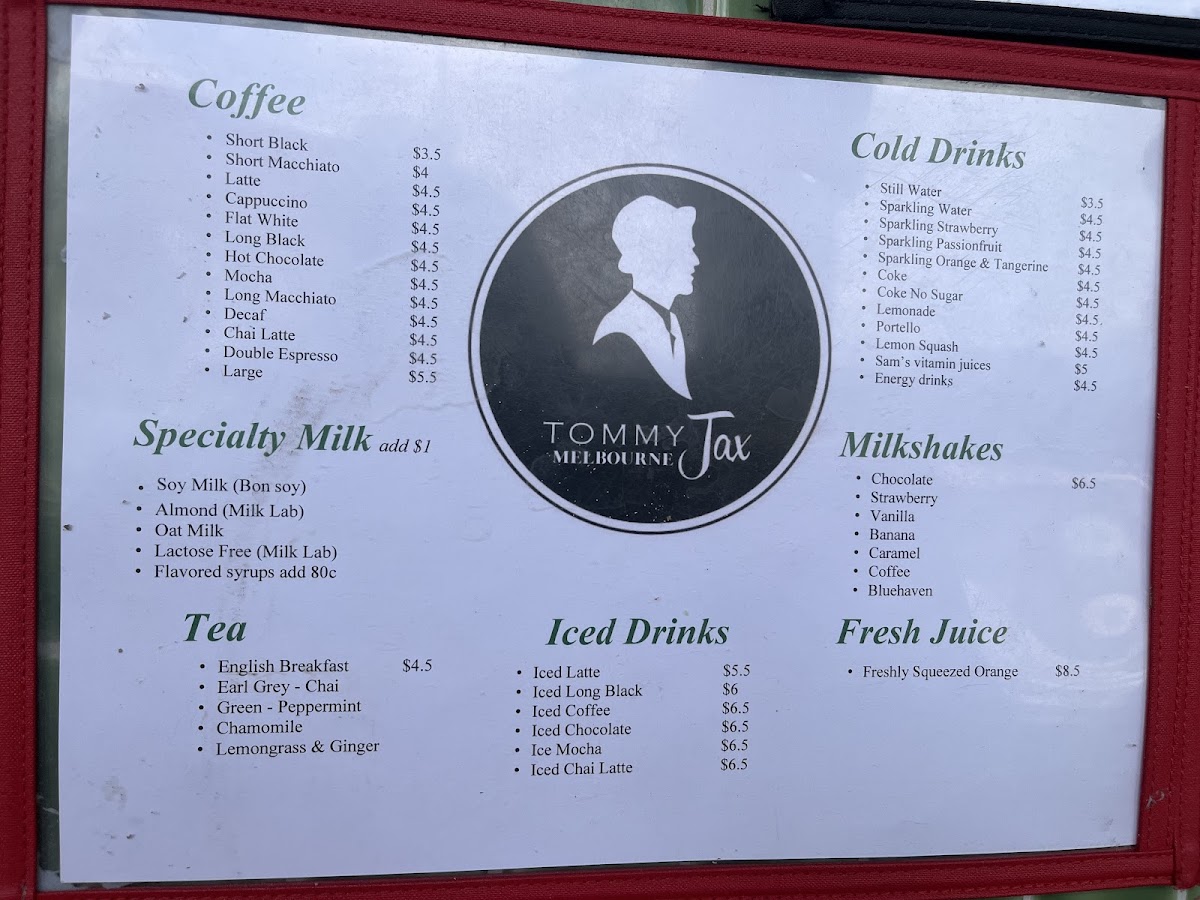 Coffee
• Short Black $3.5
• Short Macchiato $4
• Latte $4.5
• Cappuccino $4.5
• Flat White $4.5
• Long Black $4.5
• Hot Chocolate $4.5
• Mocha $4.5
• Long Macchiato $4.5
• Decaf $4.5
• Chai Latte $4.5
• Double Espresso $4.5
• Large $5.5
Specialty Milk add $1
• Soy Milk (Bon soy)
• Almond (Milk Lab)
• Oat Milk
• Lactose Free (Milk Lab)
• Flavored syrups add 80c
Tea
• English Breakfast $4.5
• Earl Grey - Chai
• Green - Peppermint
• Chamomile
• Lemongrass & Ginger
TOMMY Jax
MELBOURNE
Iced Drinks
• Iced Latte $5.5
• Iced Long Black $6
• Iced Coffee $6.5
• Iced Chocolate $6.5
• Ice Mocha $6.5
• Iced Chai Latte $6.5
Cold Drinks
• Still Water $3.5
• Sparkling Water $4.5
• Sparkling Strawberry $4.5
• Sparkling Passionfruit $4.5
• Sparkling Orange & Tangerine $4.5
• Coke $4.5
• Coke No Sugar $4.5
• Lemonade $4.5
• Portello $4.5
• Lemon Squash $4.5
• Sam's vitamin juices $5
• Energy drinks $4.5
Milkshakes
• Chocolate $6.5
• Strawberry
• Vanilla
• Banana
• Caramel
• Coffee
• Bluehaven
Fresh Juice
• Freshly Squeezed Orange $8.5